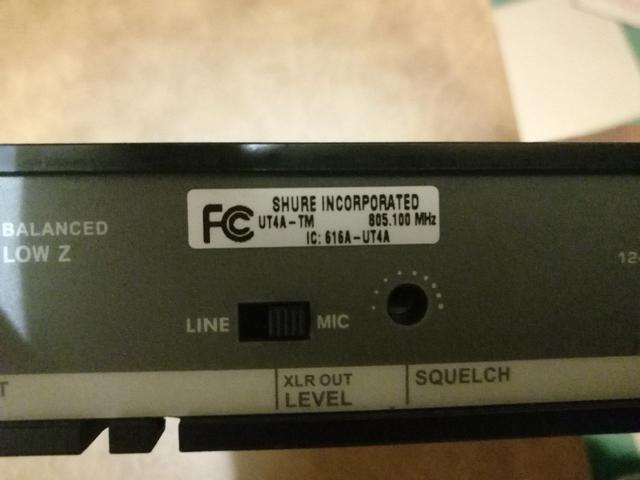 BALANCED
LOW Z
FC
SHURE INCORPORATED
UT4A-TM 805.100 MHz
IC: 616A-UT4A
LINE
MIC
XLR OUT
LEVEL
SQUELCH